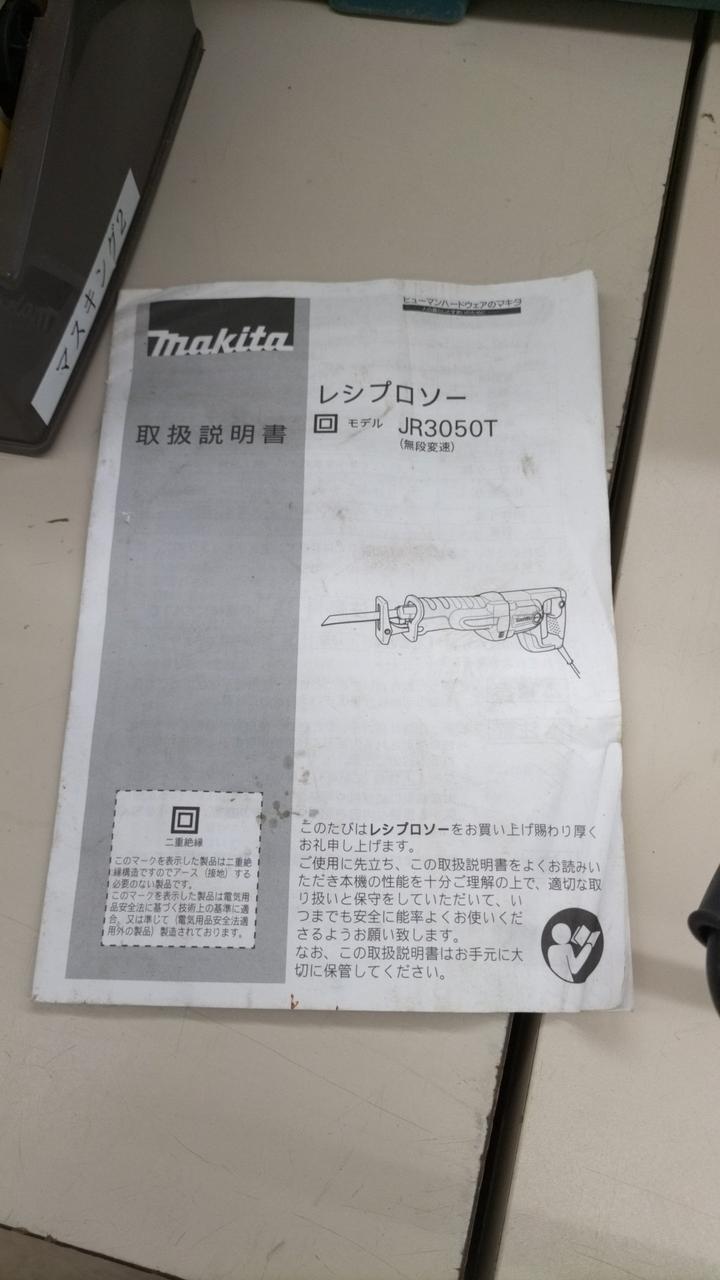 マスキング2
ヒューマンハードウェアのマキタ
makita
レシプロソー
取扱説明書
モデル JR3050T
(無段変速)
二重絶縁
このマークを表示した製品は二重絶
縁構造ですのでアース（接地）する
必要のない製品です。
このマークを表示した製品は電気用
品安全法に基づく技術上の基準に適
合、又は準じて（電気用品安全法適
用外の製品）製造されております。
このたびはレシプロソーをお買い上げ賜わり厚く
お礼申し上げます。
ご使用に先立ち、この取扱説明書をよくお読みい
ただき本機の性能を十分ご理解の上で、適切な取
り扱いと保守をしていただいて、い
つまでも安全に能率よくお使いくだ
さるようお願い致します。
なお、この取扱説明書はお手元に大
切に保管してください。